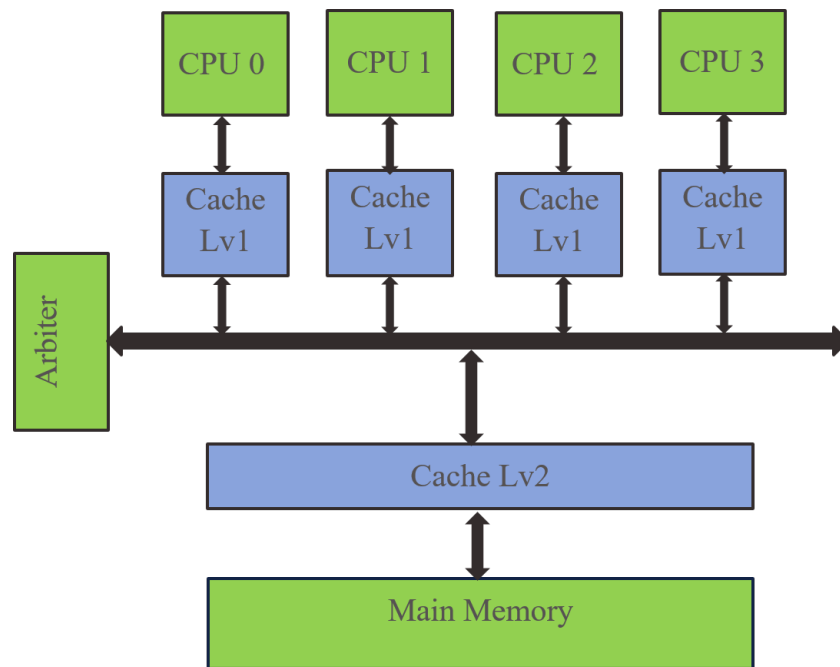 CPU 0
CPU 1
CPU 2
CPU 3
Cache
Lv1
Cache
Lv1
Cache
Lv1
Cache
Lv1
Arbiter
Cache Lv2
Main Memory